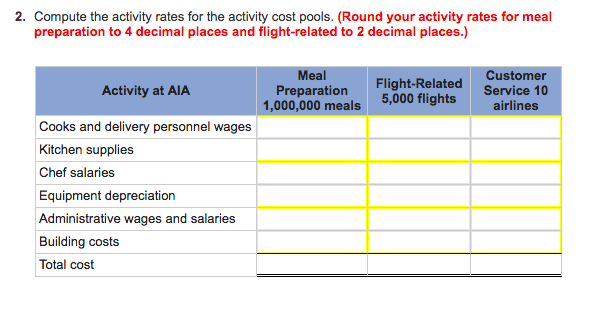 2. Compute the activity rates for the activity cost pools. (Round your activity rates for meal
preparation to 4 decimal places and flight-related to 2 decimal places.)
Activity at AIA
Meal
Preparation
1,000,000 meals
Flight-Related
5,000 flights
Customer
Service 10
airlines
Cooks and delivery personnel wages
Kitchen supplies
Chef salaries
Equipment depreciation
Administrative wages and salaries
Building costs
Total cost